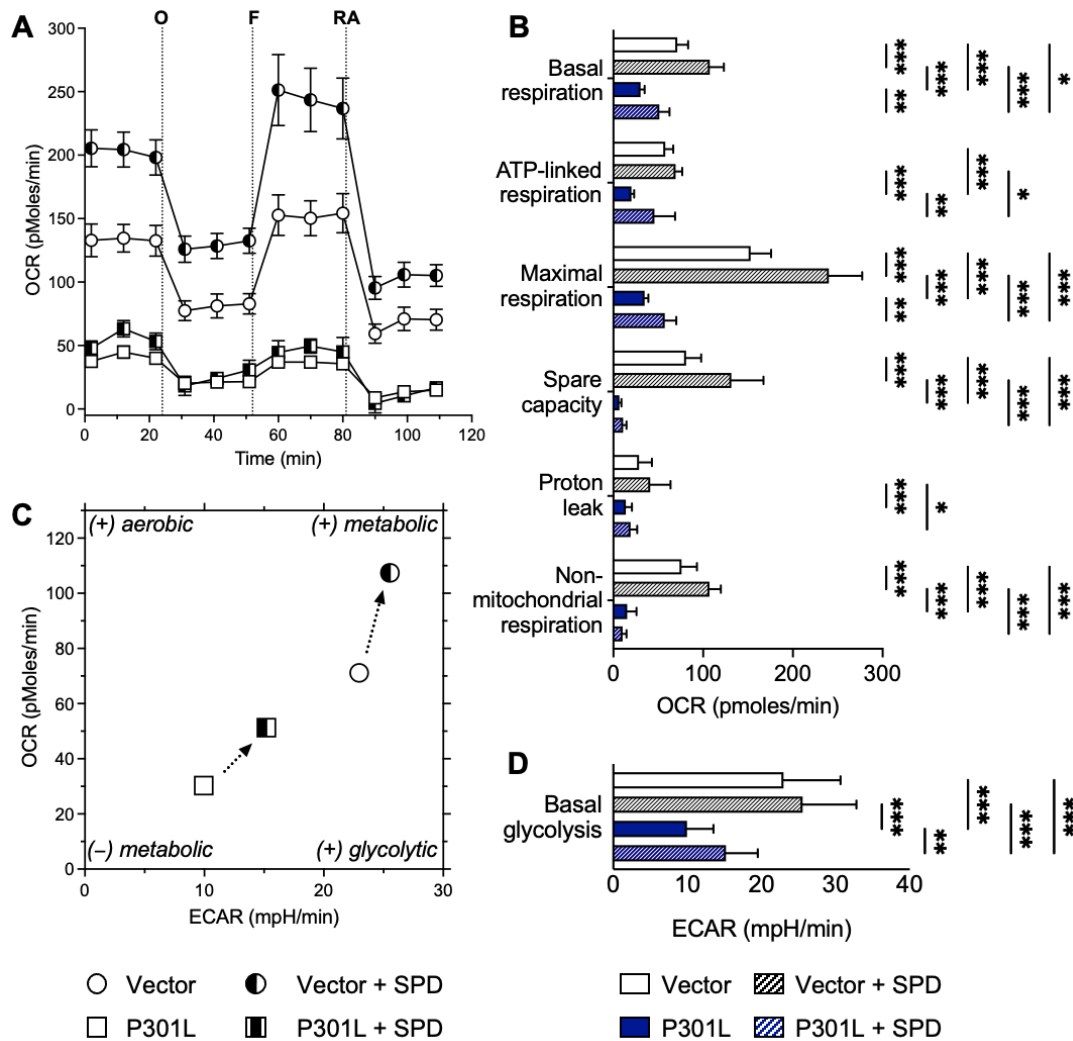 A
O F RA
300
250
200
150
100
50
0
OCR (pMoles/min)
0 20 40 60 80 100 120
Time (min)
B
Basal
respiration
*** ** *** *** *** *
ATP-linked
respiration
*** ** *** *
Maximal
respiration
*** ** *** *** *** ***
Spare
capacity
*** *** *** *** ***
Proton
leak
*** *
Non-
mitochondrial
respiration
*** *** *** *** ***
0 100 200 300
OCR (pmoles/min)
C
(+) aerobic (+) metabolic
120
100
80
60
40
20
0
OCR (pMoles/min)
(–) metabolic (+) glycolytic
0 10 20 30
ECAR (mpH/min)
D
Basal
glycolysis
*** ** *** *** ***
0 10 20 30 40
ECAR (mpH/min)
Vector Vector + SPD
P301L P301L + SPD
Vector Vector + SPD
P301L P301L + SPD